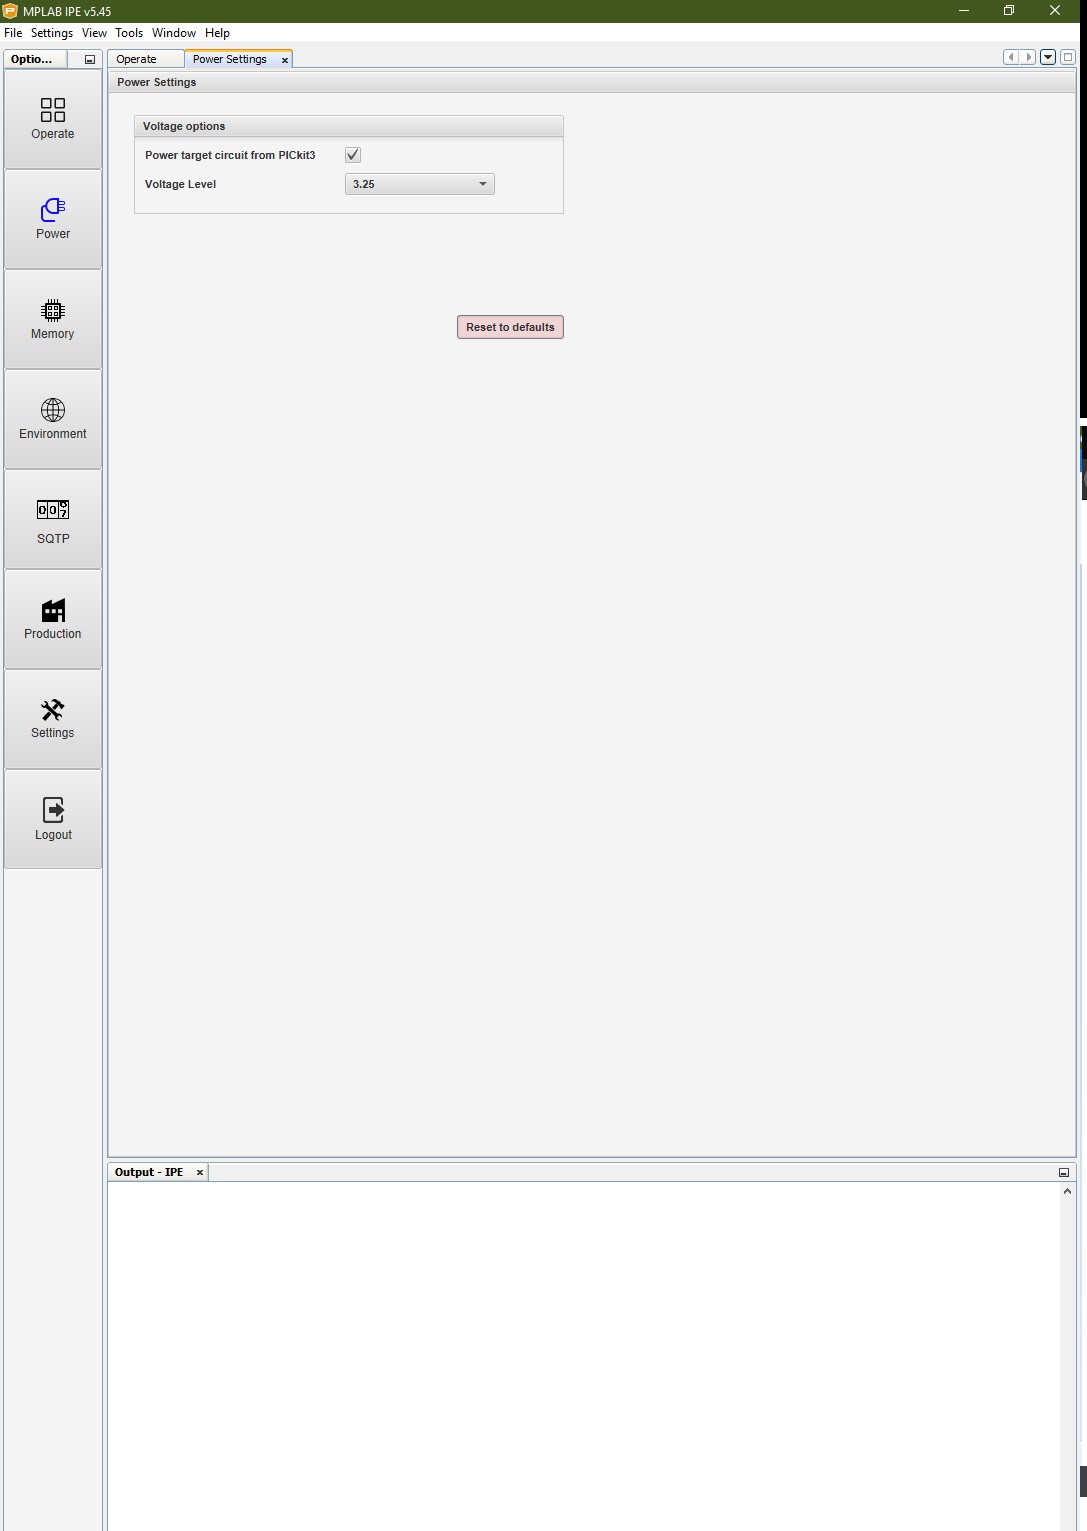 MPLAB IPE v5.45
File Settings View Tools Window Help
Optio...
Operate
Power Settings
Operate
Power
Memory
Environment
SQTP
Production
Settings
Logout
Power Settings
Voltage options
Power target circuit from PICkit3
Voltage Level 3.25
Reset to defaults
Output - IPE